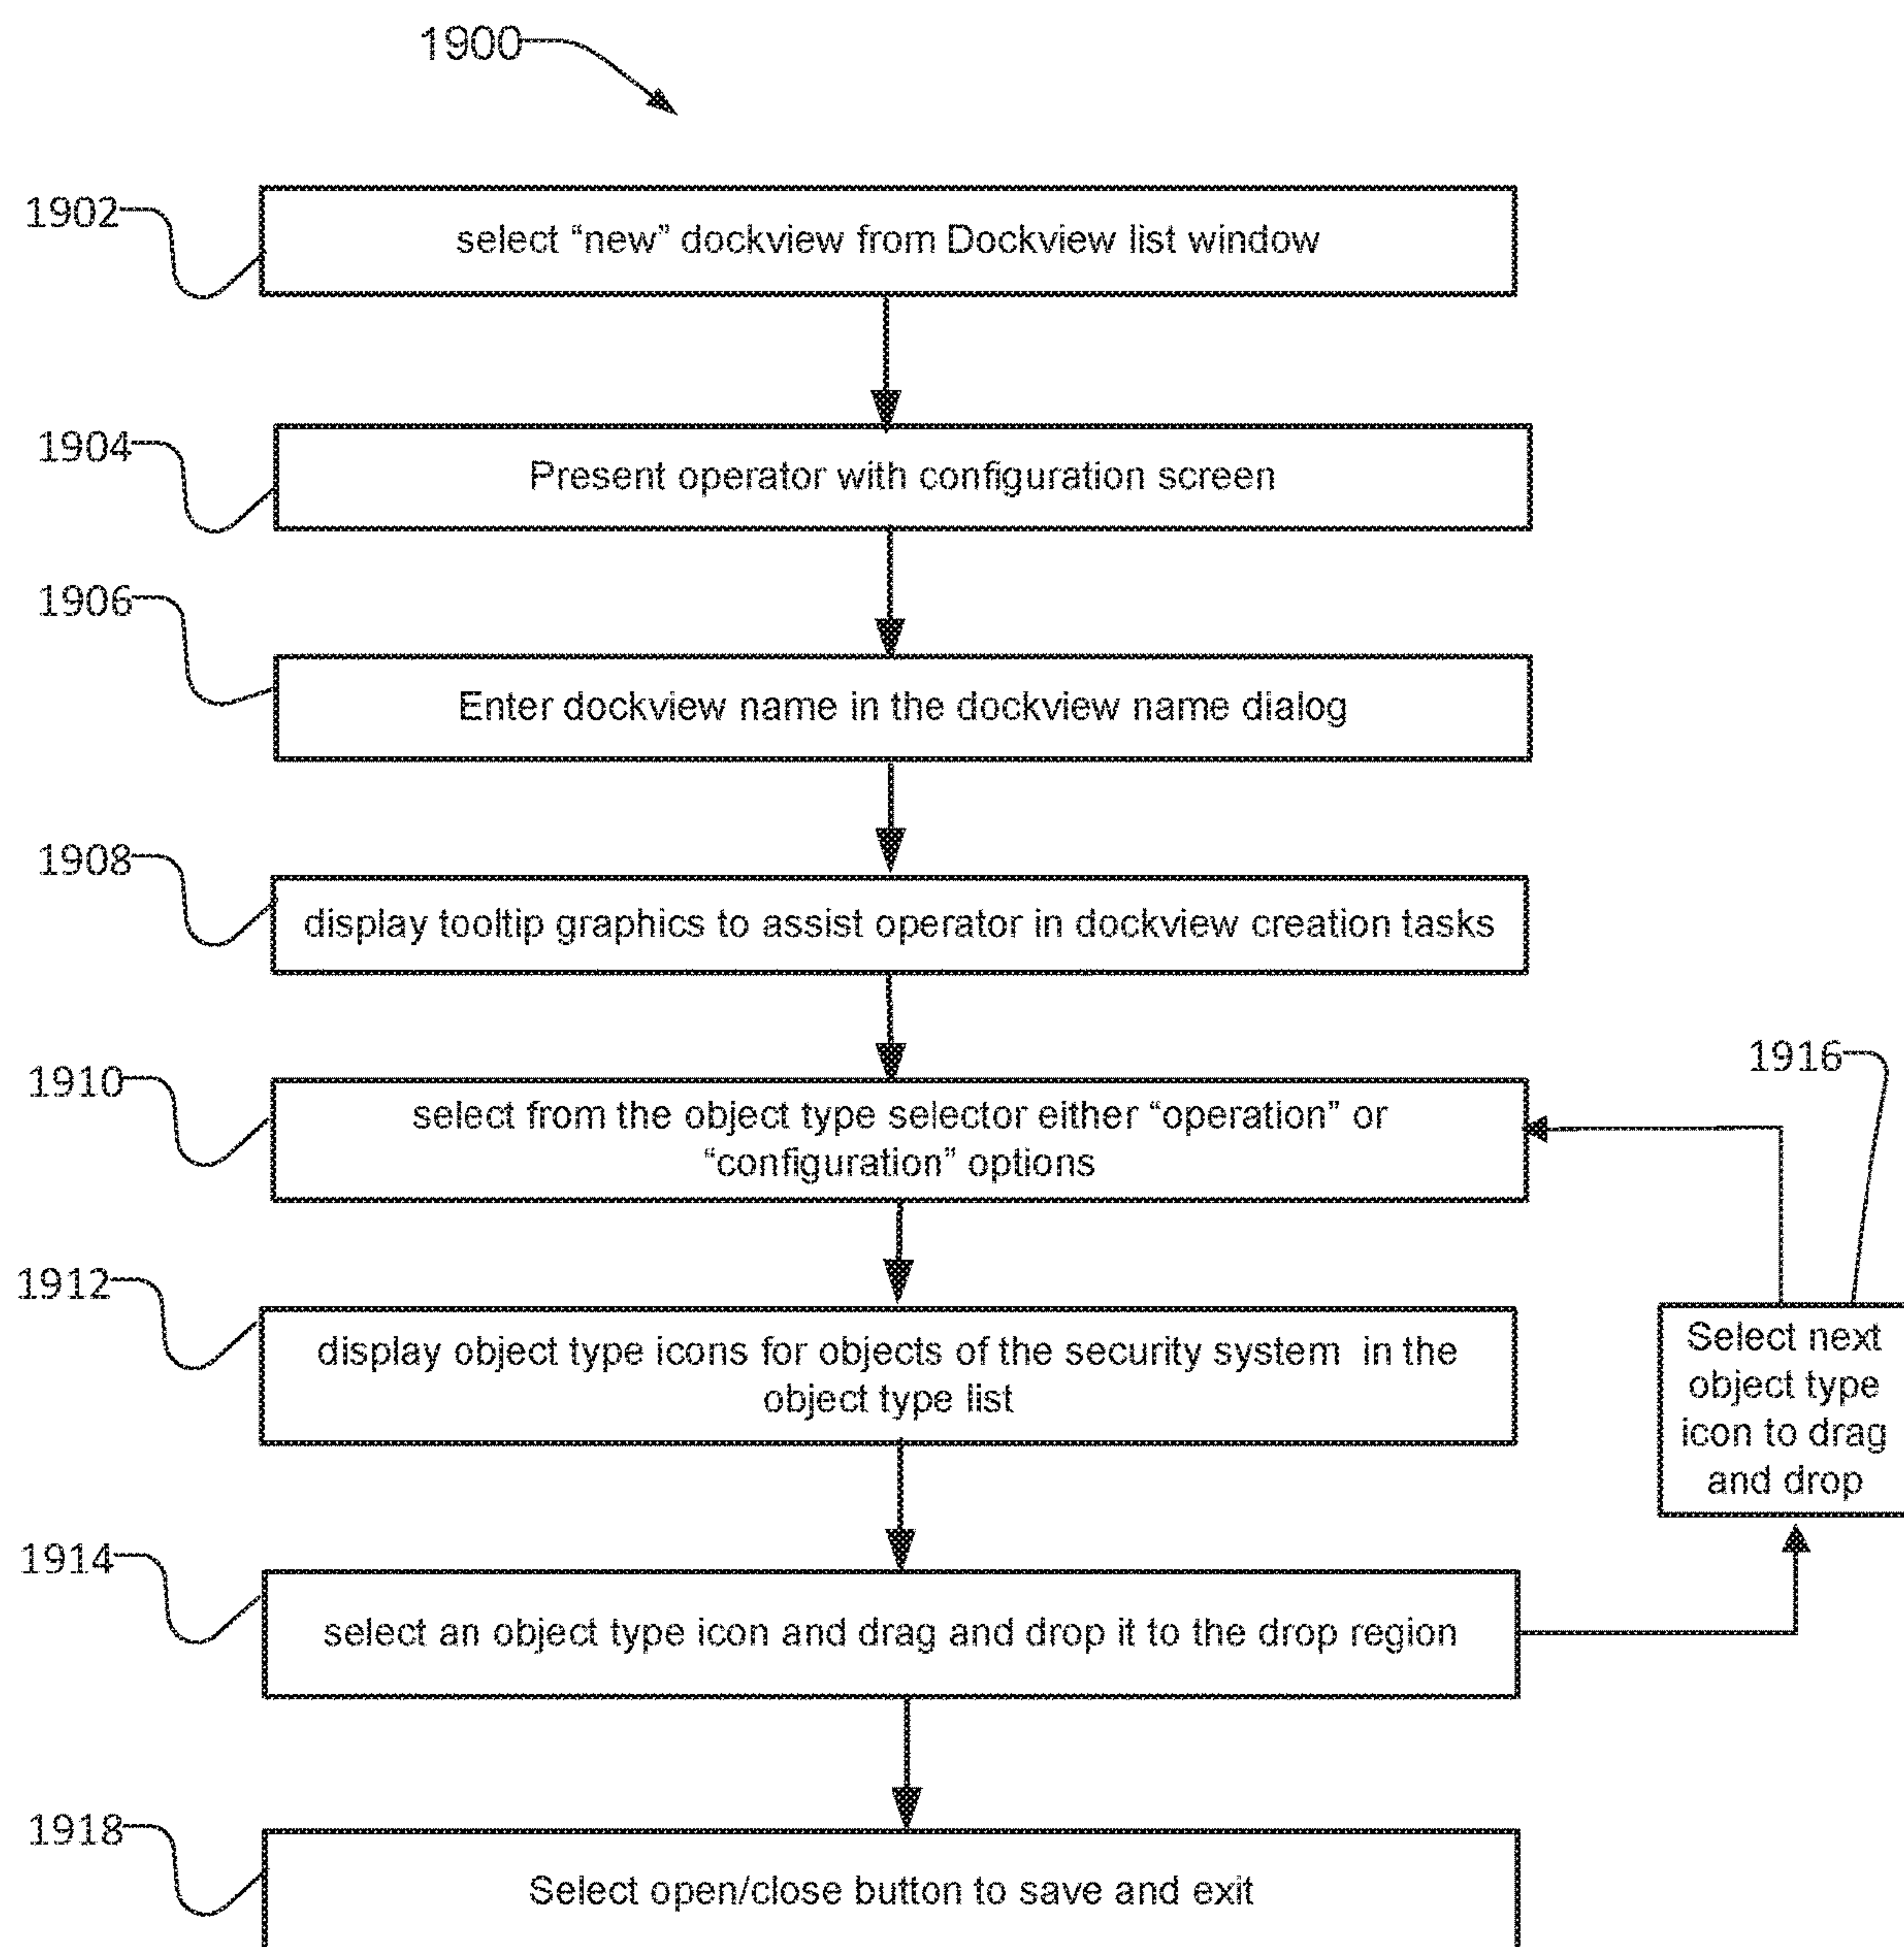 1900
1902
select “new” dockview from Dockview list window
1904
Present operator with configuration screen
1906
Enter dockview name in the dockview name dialog
1908
display tooltip graphics to assist operator in dockview creation tasks
1910
select from the object type selector either “operation” or
“configuration” options
1912
display object type icons for objects of the security system in the
object type list
1916
Select next
object type
icon to drag
and drop
1914
select an object type icon and drag and drop it to the drop region
1918
Select open/close button to save and exit